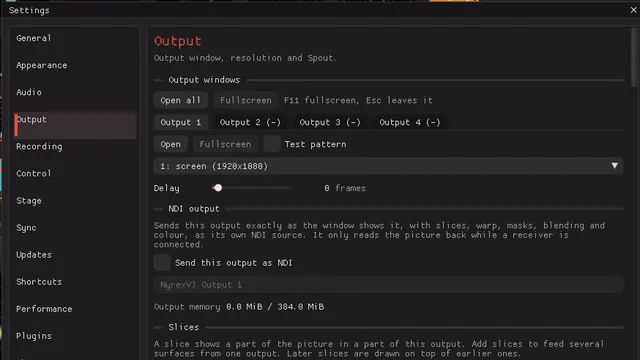 Settings
General
Appearance
Audio
Output
Recording
Control
Stage
Sync
Updates
Shortcuts
Performance
Plugins
Output
Output window, resolution and Spout.
Output windows
Open all Fullscreen F11 fullscreen, Esc leaves it
Output 1 Output 2 (-) Output 3 (-) Output 4 (-)
Open Fullscreen Test pattern
1: screen (1920x1080)
Delay 0 frames
NDI output
Sends this output exactly as the window shows it, with slices, warp, masks, blending and
colour, as its own NDI source. It only reads the picture back while a receiver is
connected.
Send this output as NDI
NyrexVJ Output 1
Output memory 0.0 MiB / 384.0 MiB
Slices
A slice shows a part of the picture in a part of this output. Add slices to feed several
surfaces from one output. Later slices are drawn on top of earlier ones.